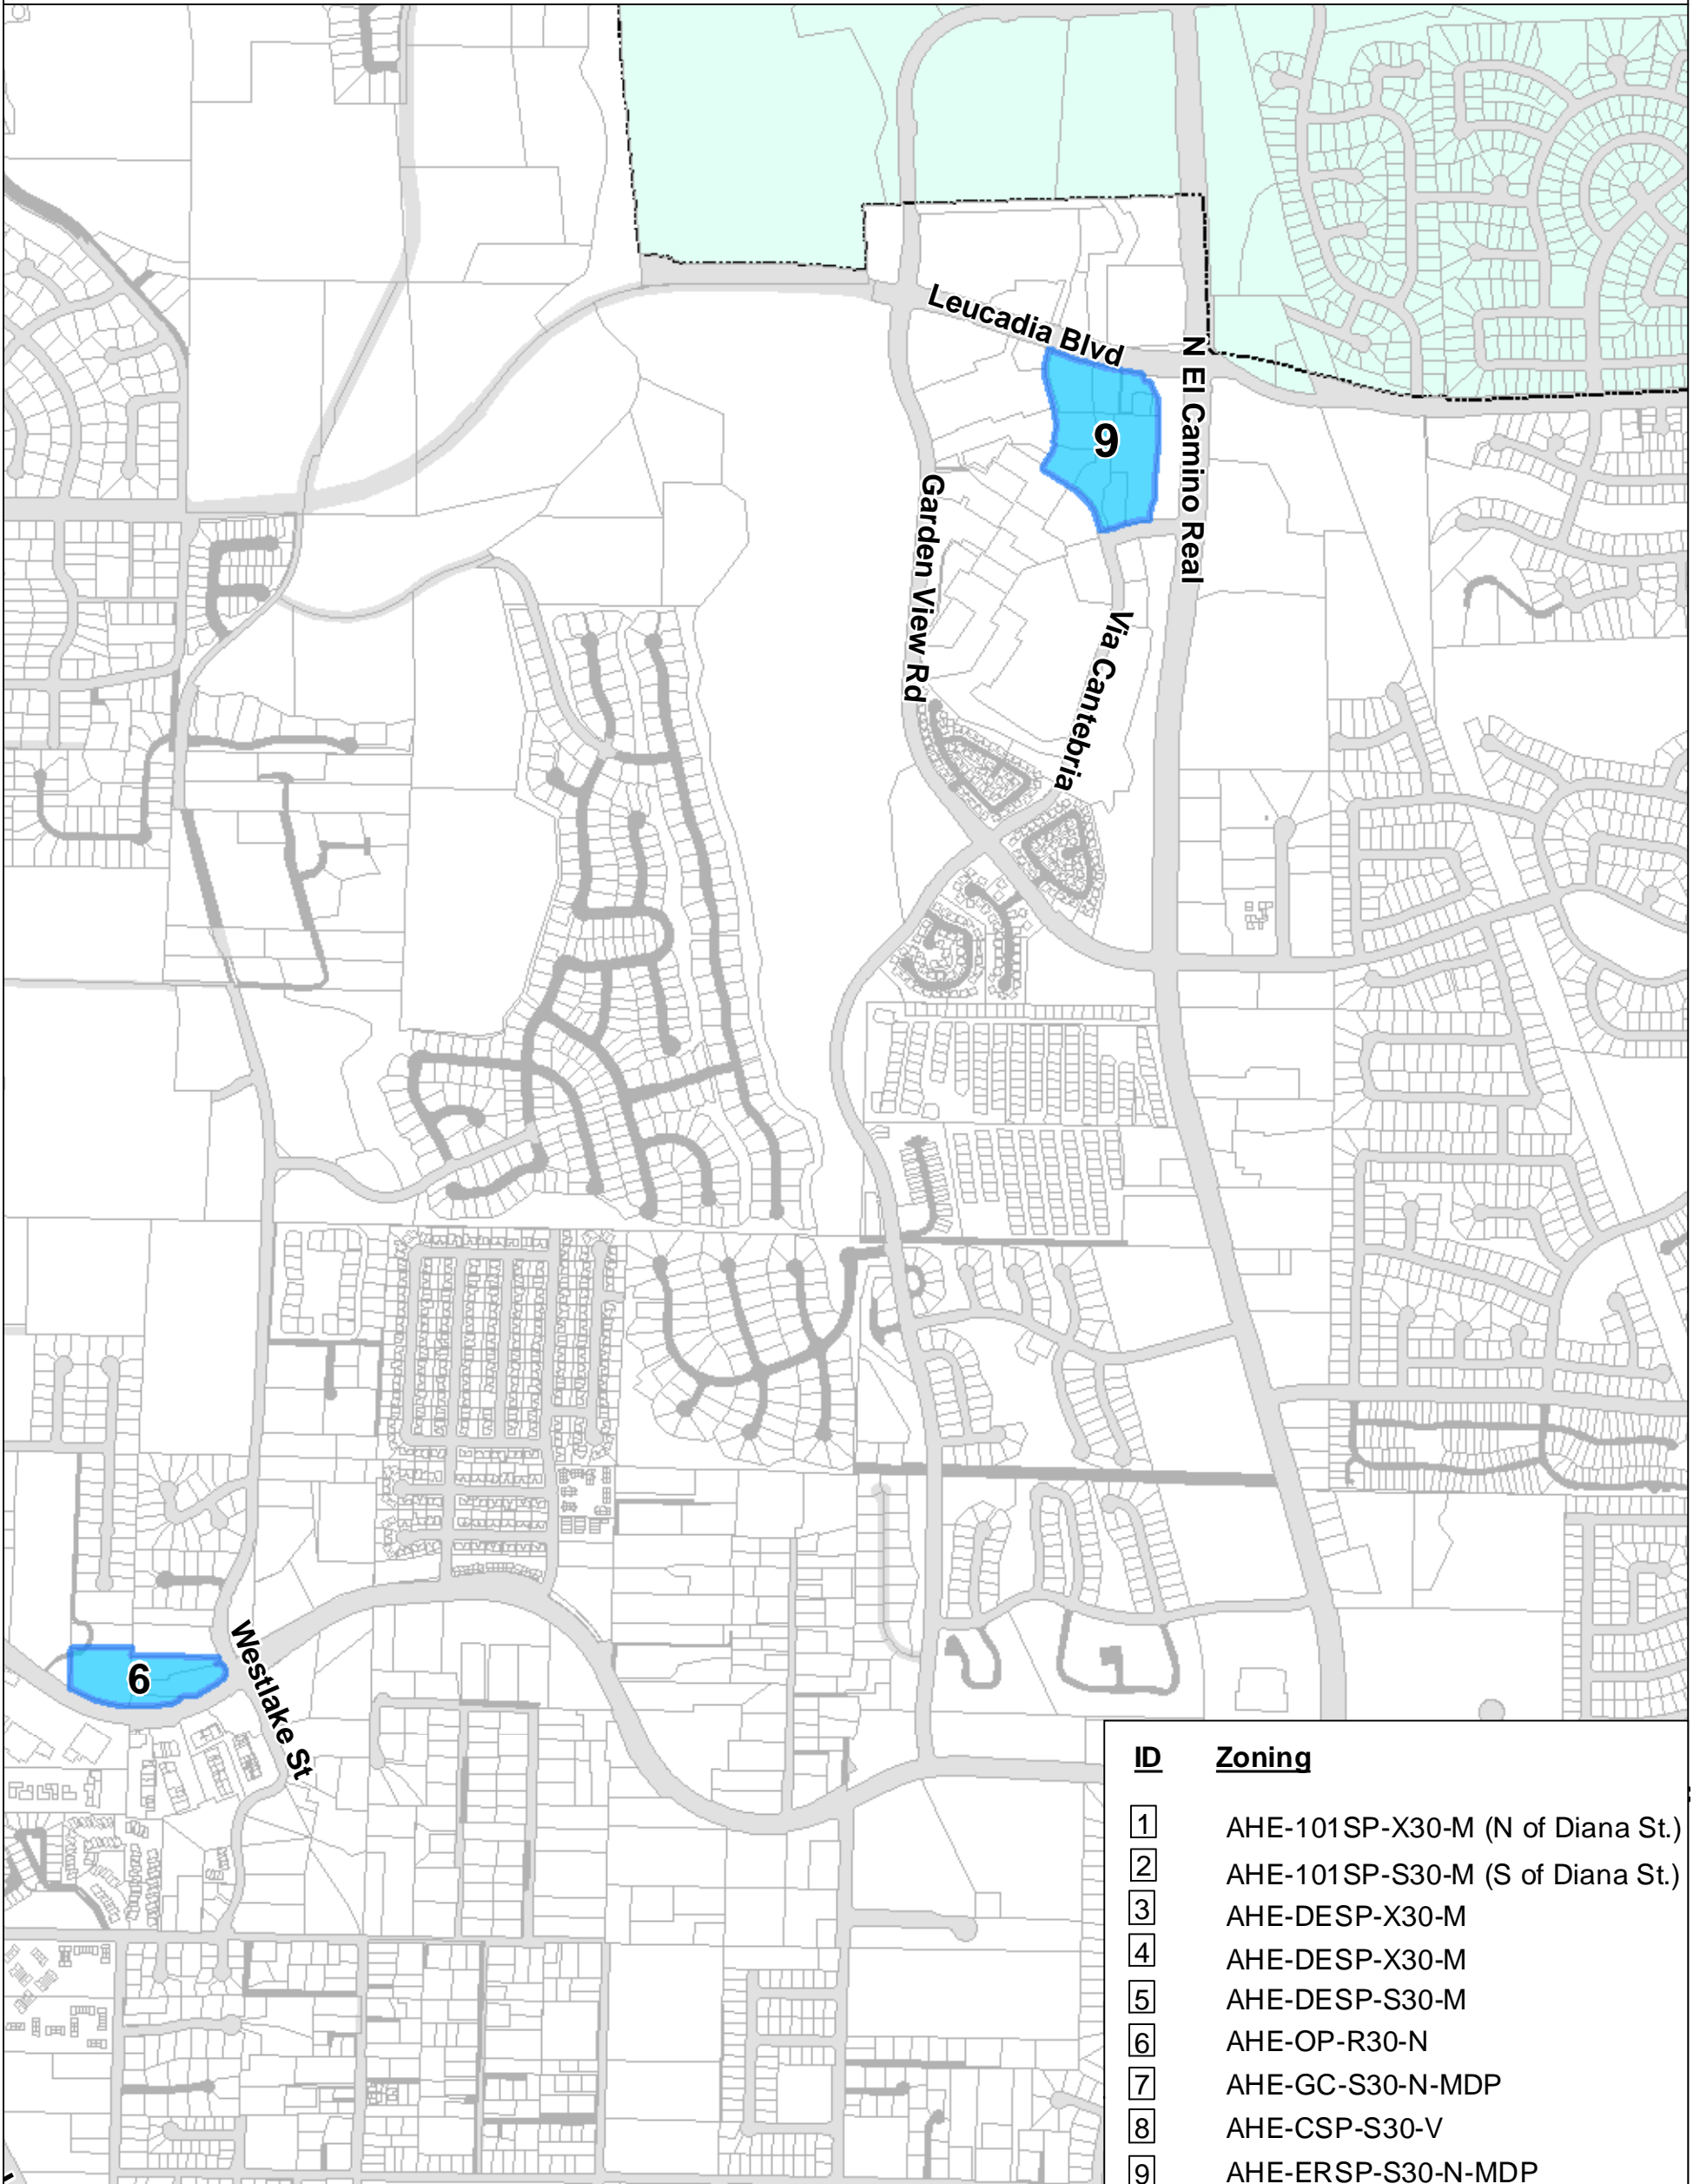 Leucadia Blvd
N El Camino Real
9
Garden View Rd
Via Cantebria
6
Westlake St
ID Zoning
1 AHE-101SP-X30-M (N of Diana St.)
2 AHE-101SP-S30-M (S of Diana St.)
3 AHE-DESP-X30-M
4 AHE-DESP-X30-M
5 AHE-DESP-S30-M
6 AHE-OP-R30-N
7 AHE-GC-S30-N-MDP
8 AHE-CSP-S30-V
9 AHE-ERSP-S30-N-MDP